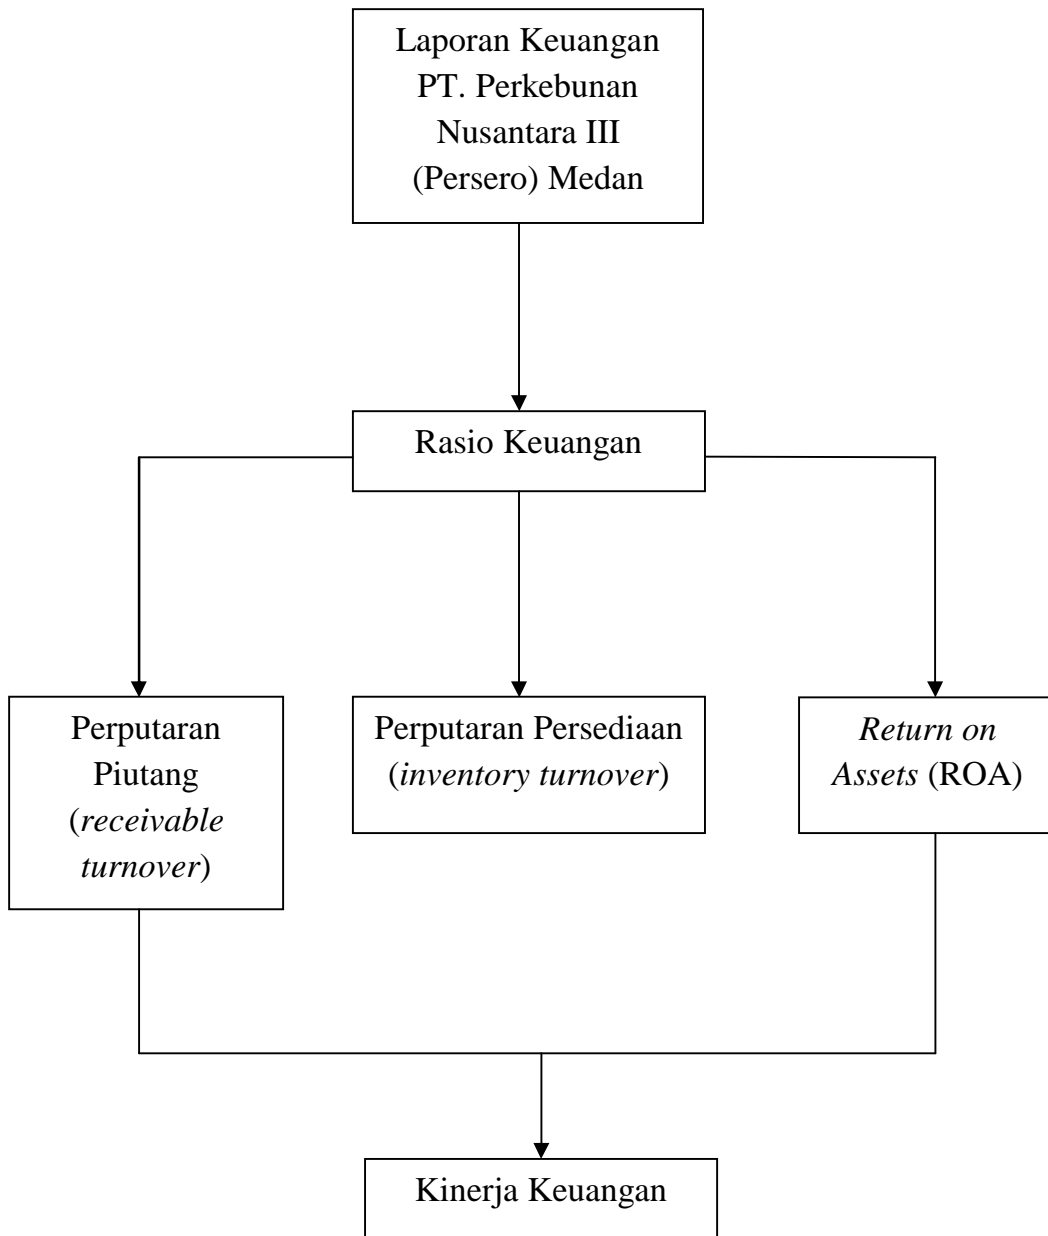 Laporan Keuangan
PT. Perkebunan
Nusantara III
(Persero) Medan
Rasio Keuangan
Perputaran
Piutang
(receivable
turnover)
Perputaran Persediaan
(inventory turnover)
Return on
Assets (ROA)
Kinerja Keuangan